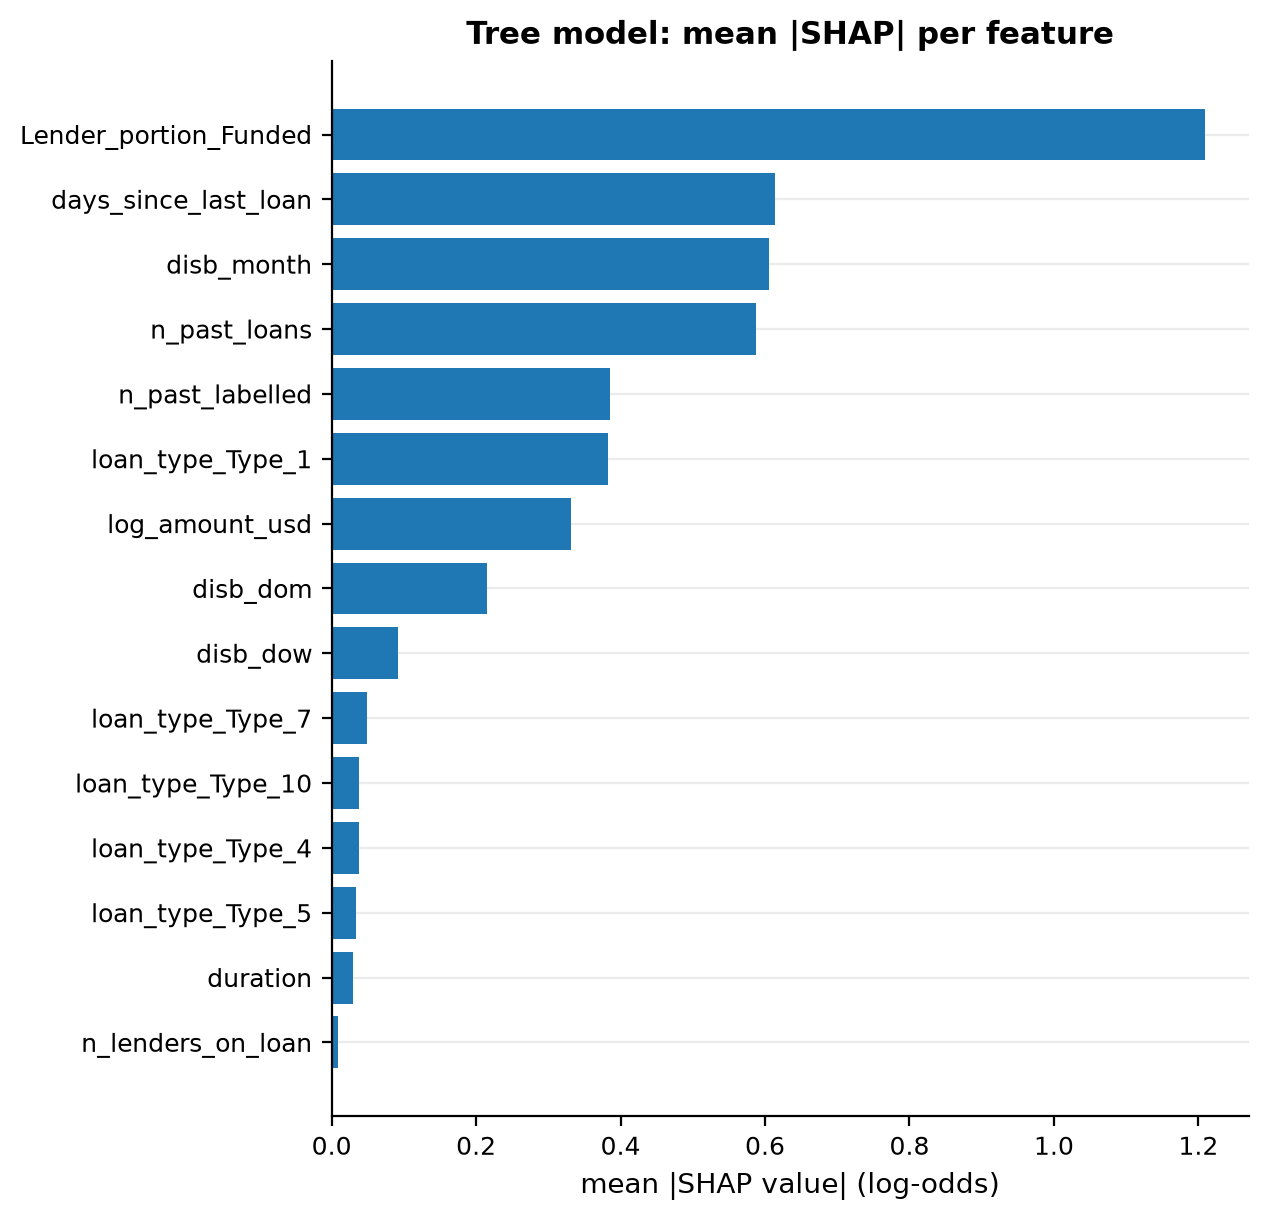 Tree model: mean |SHAP| per feature
Lender_portion_Funded
days_since_last_loan
disb_month
n_past_loans
n_past_labelled
loan_type_Type_1
log_amount_usd
disb_dom
disb_dow
loan_type_Type_7
loan_type_Type_10
loan_type_Type_4
loan_type_Type_5
duration
n_lenders_on_loan
0.0 0.2 0.4 0.6 0.8 1.0 1.2
mean |SHAP value| (log-odds)